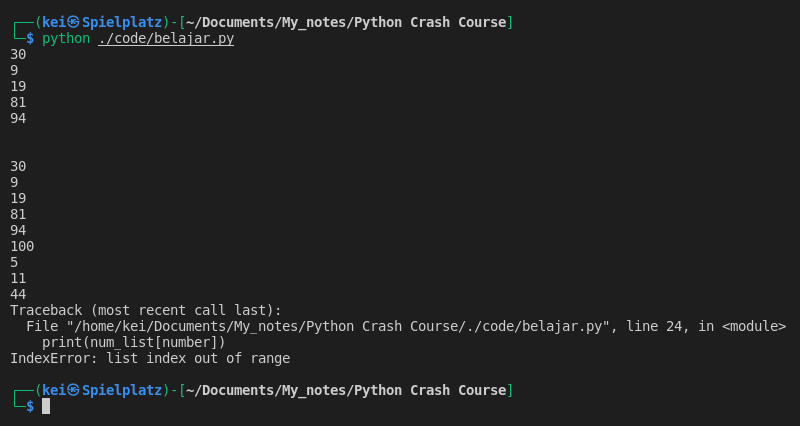 ┌──(kei㉿Spielplatz)-[~/Documents/My_notes/Python Crash Course]
└─$ python ./code/belajar.py
30
9
19
81
94
30
9
19
81
94
100
5
11
44
Traceback (most recent call last):
  File "/home/kei/Documents/My_notes/Python Crash Course/./code/belajar.py", line 24, in <module>
    print(num_list[number])
IndexError: list index out of range
┌──(kei㉿Spielplatz)-[~/Documents/My_notes/Python Crash Course]
└─$